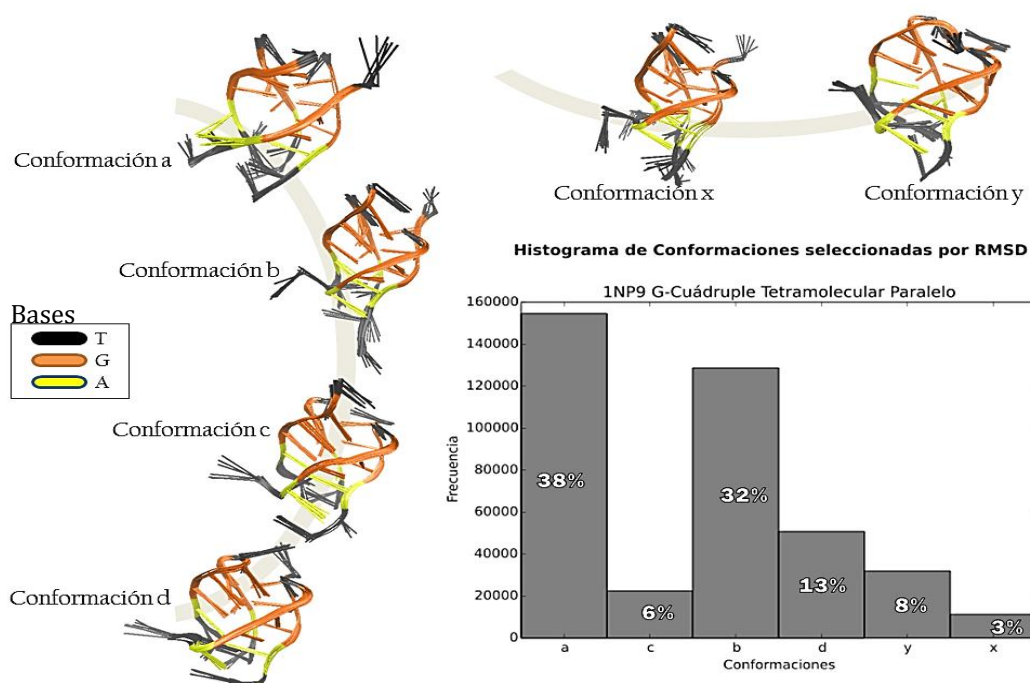 Conformación a
Conformación b
Bases
T
G
A
Conformación c
Conformación d
Conformación x
Conformación y
Histograma de Conformaciones seleccionadas por RMSD
1NP9 G-Cuádruple Tetramolecular Paralelo
Frecuencia
160000
140000
120000
100000
80000
60000
40000
20000
0
38%
6%
32%
13%
8%
3%
a c b d y x
Conformaciones